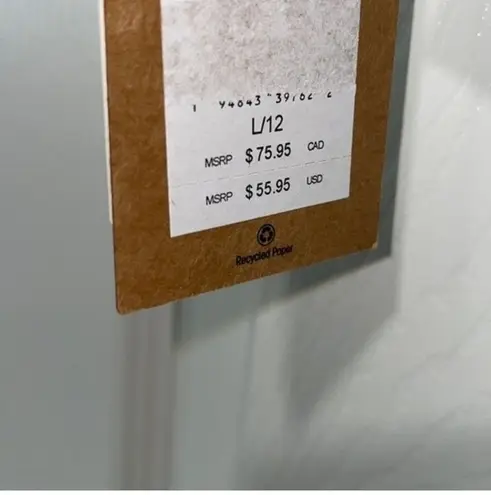 L/12
MSRP $75.95 CAD
MSRP $55.95 USD
Recycled Paper